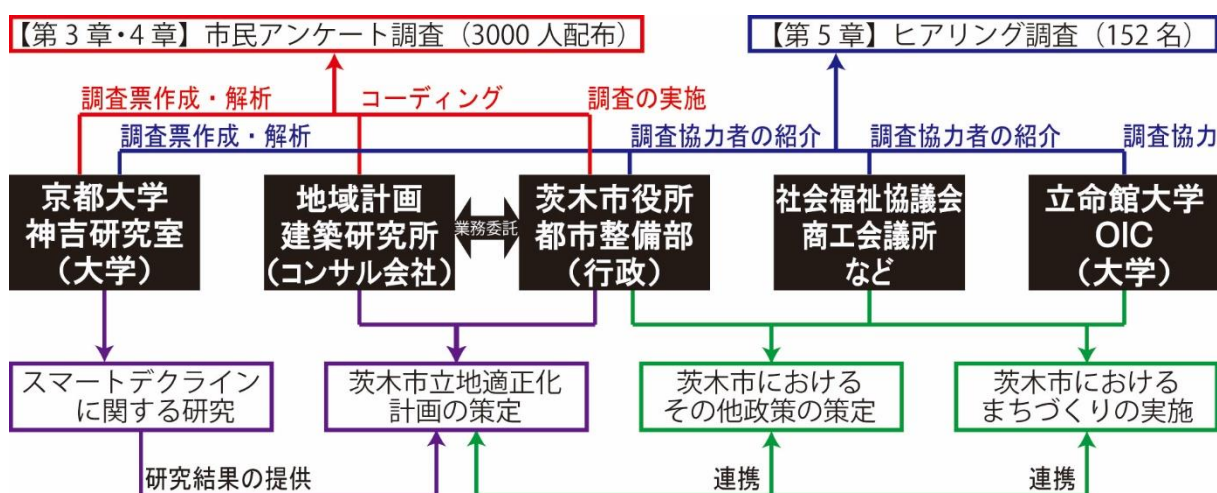 【第3章・4章】市民アンケート調査（3000人配布）
【第5章】ヒアリング調査（152名）
調査票作成・解析
コーディング
調査の実施
調査票作成・解析
調査協力者の紹介
調査協力者の紹介
調査協力
京都大学
神吉研究室
（大学）
地域計画
建築研究所
（コンサル会社）
業務委託
茨木市役所
都市整備部
（行政）
社会福祉協議会
商工会議所
など
立命館大学
OIC
（大学）
スマートデクライン
に関する研究
茨木市立地適正化
計画の策定
茨木市における
その他政策の策定
茨木市における
まちづくりの実施
研究結果の提供
連携
連携